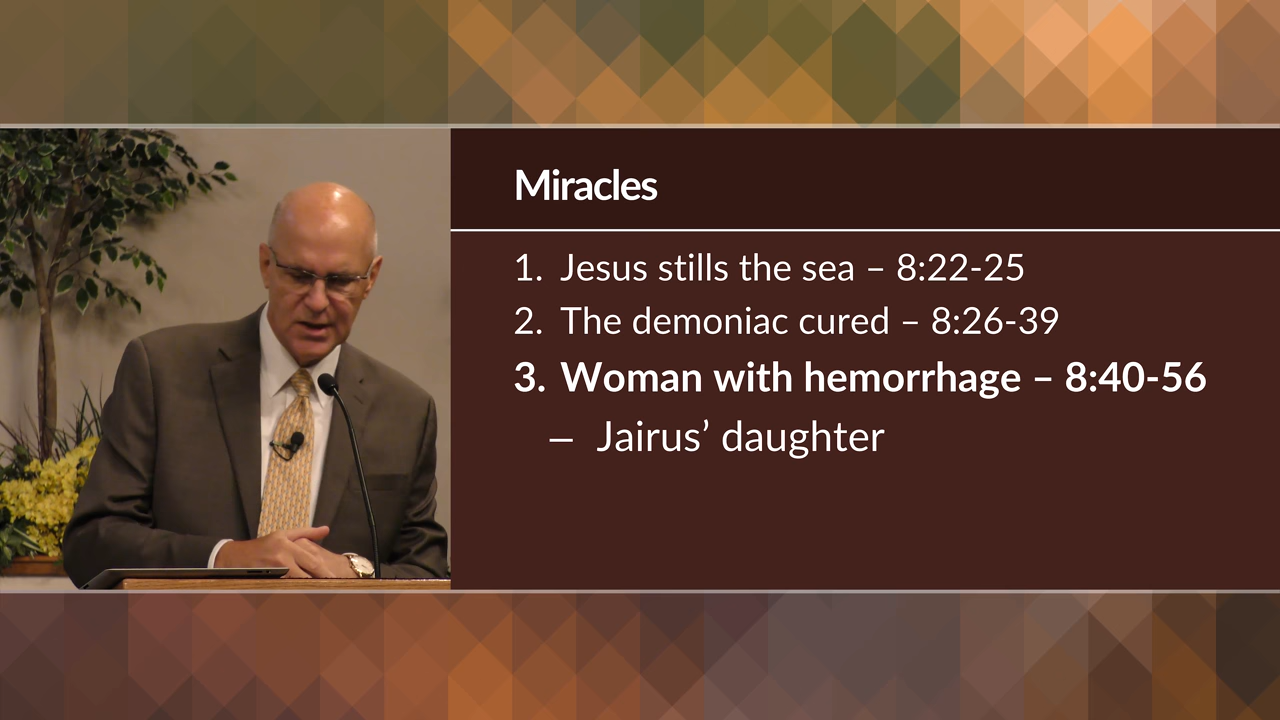 Miracles
1. Jesus stills the sea – 8:22-25
2. The demoniac cured – 8:26-39
3. Woman with hemorrhage – 8:40-56
– Jairus’ daughter